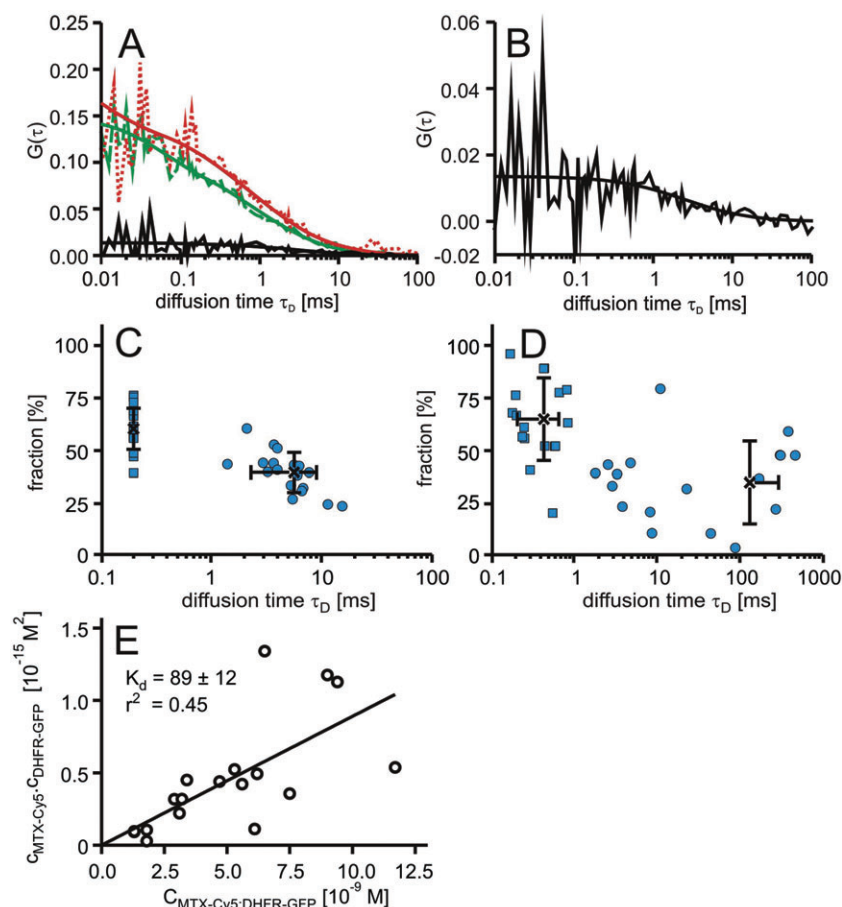 A
B
G(τ)
0.25
0.20
0.15
0.10
0.05
0.00
0.01
0.1
1
10
100
diffusion time τD [ms]
G(τ)
0.06
0.04
0.02
0.00
-0.02
0.01
0.1
1
10
100
diffusion time τD [ms]
C
D
fraction [%]
100
75
50
25
0
0.1
1
10
100
diffusion time τD [ms]
fraction [%]
100
75
50
25
0
0.1
1
10
100
1000
diffusion time τD [ms]
E
Kd = 89 ± 12
r² = 0.45
cMTX-Cy5·cDHFR-GFP [10⁻¹⁵ M²]
1.5
1.0
0.5
0
0.0
2.5
5.0
7.5
10.0
12.5
CMTX-Cy5:DHFR-GFP [10⁻⁹ M]